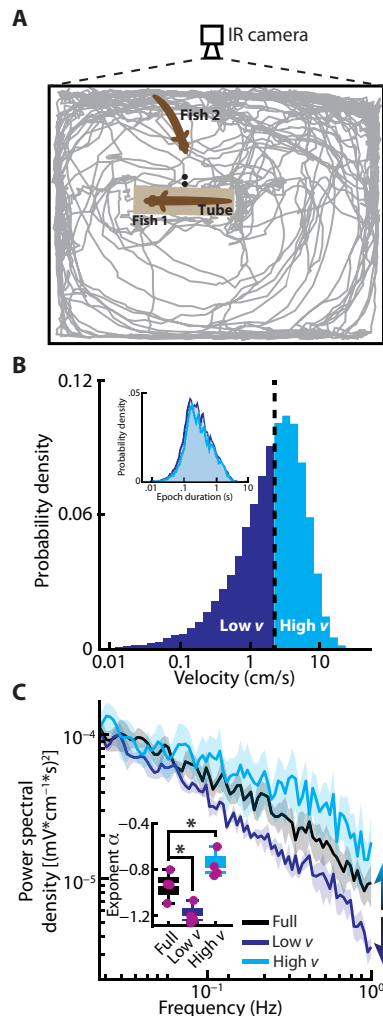 A
IR camera
Fish 2
Fish 1
Tube
B
0.12
0.06
0
Probability density
.05
0
Probability density
.01
.1
1
10
Epoch duration (s)
Low v
High v
0.01
0.1
1
10
Velocity (cm/s)
C
10⁻⁴
10⁻⁵
Power spectral
density [(mV*cm⁻¹*s)²]
−0.4
−0.8
−1.2
Exponent α
*
*
Full
Low v
High v
Full
Low v
High v
10⁻¹
10⁰
Frequency (Hz)